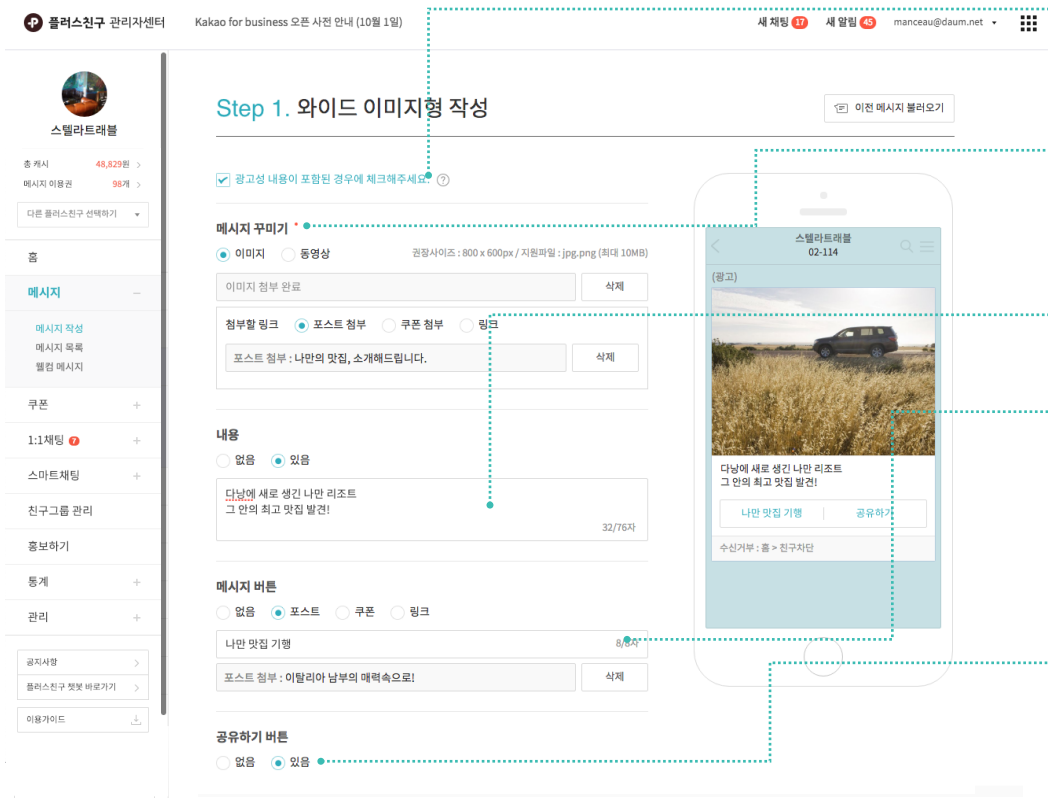 플러스친구 관리자센터
Kakao for business 오픈 사전 안내 (10월 1일)
새 채팅 17
새 알림 45
manceau@daum.net
스텔라트래블
총 캐시 48,829원
메시지 이용권 98개
다른 플러스친구 선택하기
홈
메시지
메시지 작성
메시지 목록
웰컴 메시지
쿠폰
1:1채팅 7
스마트채팅
친구그룹 관리
홍보하기
통계
관리
공지사항
플러스친구 챗봇 바로가기
이용가이드
Step 1. 와이드 이미지형 작성
이전 메시지 불러오기
광고성 내용이 포함된 경우에 체크해주세요. ?
메시지 꾸미기 *
이미지 동영상 권장사이즈 : 800 x 600px / 지원파일 : jpg.png (최대 10MB)
이미지 첨부 완료 삭제
첨부할 링크 포스트 첨부 쿠폰 첨부 링크
포스트 첨부 : 나만의 맛집, 소개해드립니다. 삭제
내용
없음 있음
다낭에 새로 생긴 나만 리조트
그 안의 최고 맛집 발견!
32/76자
메시지 버튼
없음 포스트 쿠폰 링크
나만 맛집 기행 8/8자
포스트 첨부 : 이탈리아 남부의 매력속으로! 삭제
공유하기 버튼
없음 있음
스텔라트래블
02-114
(광고)
다낭에 새로 생긴 나만 리조트
그 안의 최고 맛집 발견!
나만 맛집 기행 공유하기
수신거부 : 홈 > 친구차단